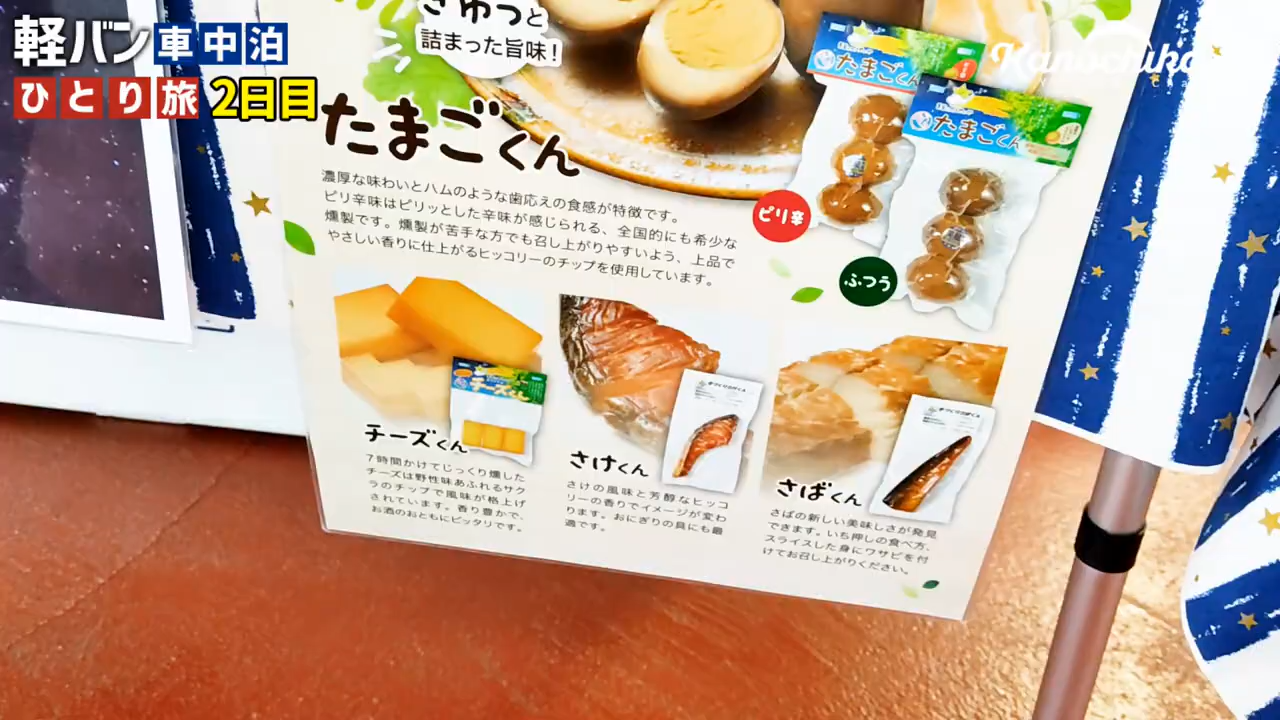 軽バン車中泊
ひとり旅 2日目
Kanochika
ぎゅっと
詰まった旨味!
たまごくん
濃厚な味わいとハムのような歯応えの食感が特徴です。
ピリ辛味はピリッとした辛味が感じられる、全国的にも希少な
燻製です。燻製が苦手な方でも召し上がりやすいよう、上品で
やさしい香りに仕上がるヒッコリーのチップを使用しています。
たまごくん
たまごくん
ピリ辛
ふつう
チーズくん
チーズくん
7時間かけてじっくり燻した
チーズは野性味あふれるサク
ラのチップで風味が格上げ
されています。香り豊かで、
お酒のおともにピッタリです。
さけくん
さけの風味と芳醇なヒッコ
リーの香りでイメージが変わ
ります。おにぎりの具にも最
適です。
さばくん
さばの新しい美味しさが発見
できます。いち押しの食べ方、
スライスした身にワサビを付
けてお召し上がりください。